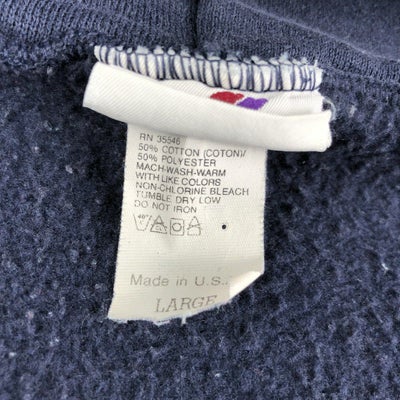 RN 35546
50% COTTON (COTON)/
50% POLYESTER
MACH-WASH-WARM
WITH LIKE COLORS
NON-CHLORINE BLEACH
TUMBLE DRY LOW
DO NOT IRON
40°
Made in U.S.
LARGE